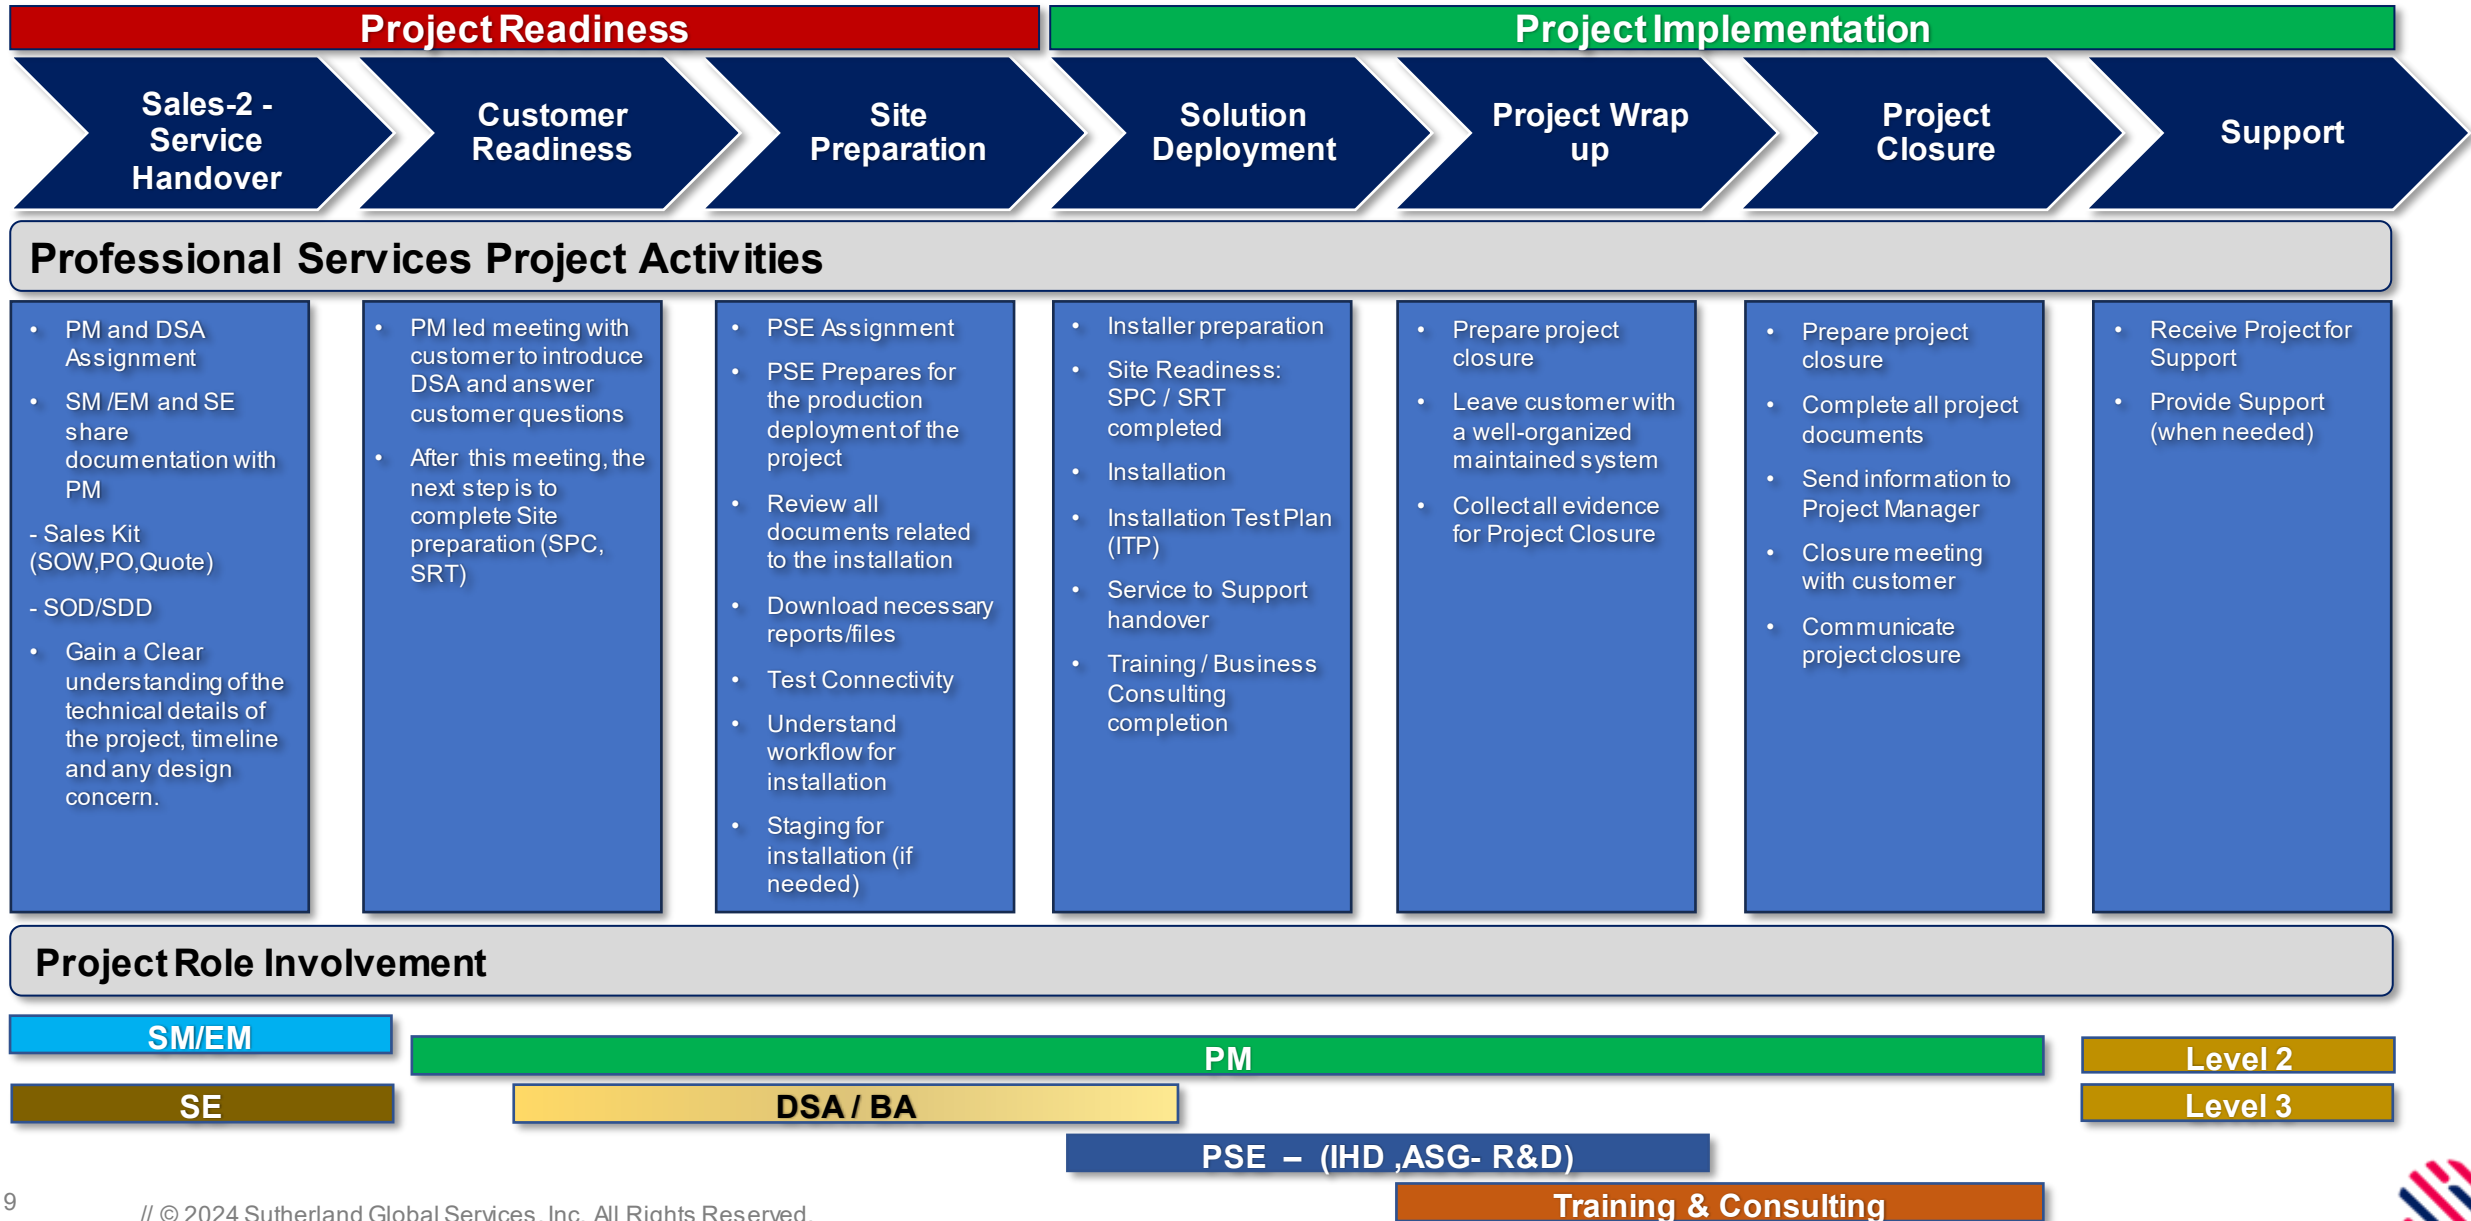 Project Readiness
Project Implementation
Sales-2 -
Service
Handover
Customer
Readiness
Site
Preparation
Solution
Deployment
Project Wrap
up
Project
Closure
Support
Professional Services Project Activities
• PM and DSA
Assignment
• SM /EM and SE
share
documentation with
PM
- Sales Kit
(SOW,PO,Quote)
- SOD/SDD
• Gain a Clear
understanding of the
technical details of
the project, timeline
and any design
concern.
• PM led meeting with
customer to introduce
DSA and answer
customer questions
• After this meeting, the
next step is to
complete Site
preparation (SPC,
SRT)
• PSE Assignment
• PSE Prepares for
the production
deployment of the
project
• Review all
documents related
to the installation
• Download necessary
reports/files
• Test Connectivity
• Understand
workflow for
installation
• Staging for
installation (if
needed)
• Installer preparation
• Site Readiness:
SPC / SRT
completed
• Installation
• Installation Test Plan
(ITP)
• Service to Support
handover
• Training / Business
Consulting
completion
• Prepare project
closure
• Leave customer with
a well-organized
maintained system
• Collect all evidence
for Project Closure
• Prepare project
closure
• Complete all project
documents
• Send information to
Project Manager
• Closure meeting
with customer
• Communicate
project closure
• Receive Project for
Support
• Provide Support
(when needed)
Project Role Involvement
SM/EM
PM
Level 2
SE
DSA / BA
Level 3
PSE – (IHD ,ASG- R&D)
Training & Consulting
9
// © 2024 Sutherland Global Services, Inc. All Rights Reserved.